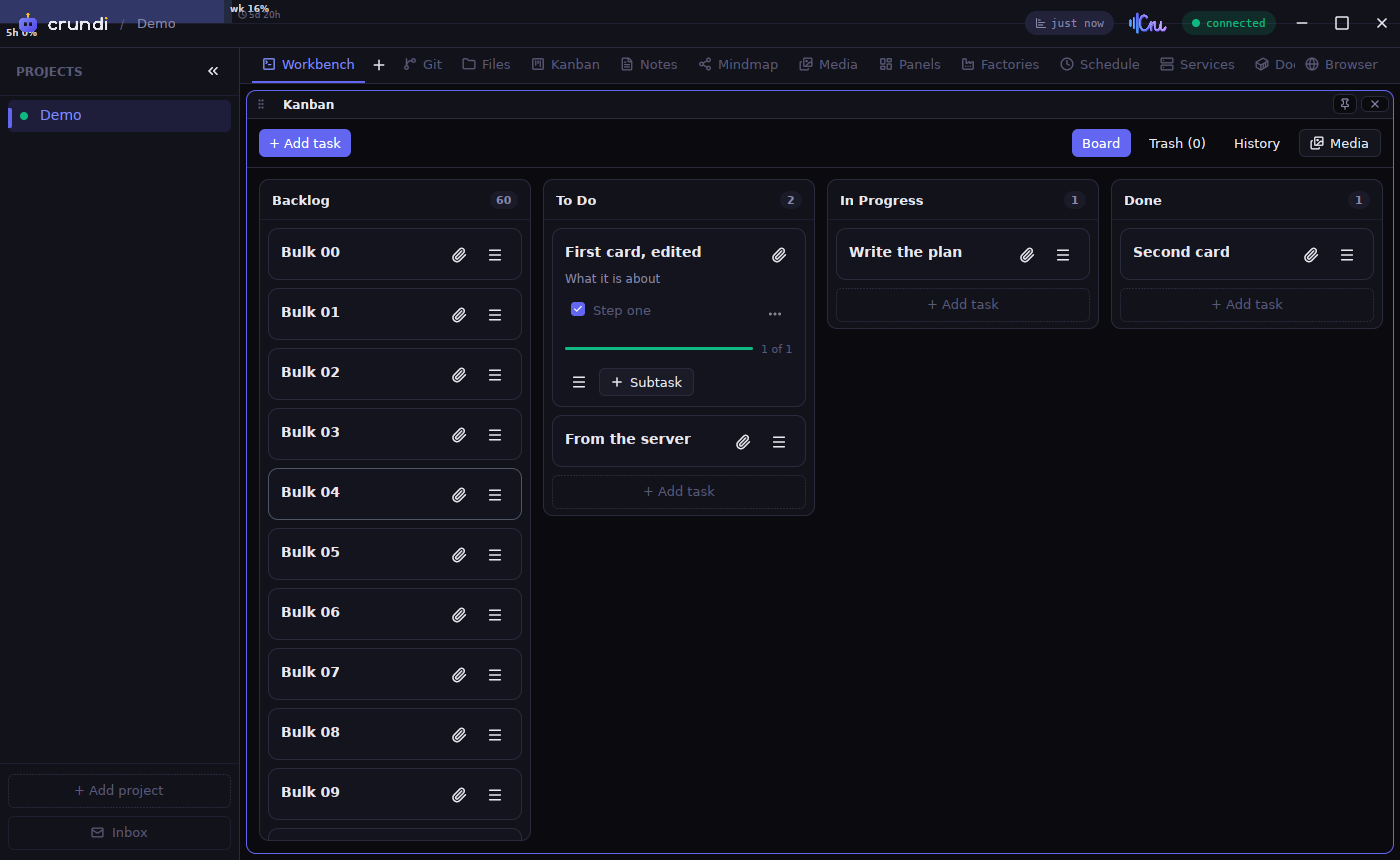 wk 16%
5d 20h
5h 0%
crundi / Demo
just now
Cru
connected
PROJECTS
Workbench
Git
Files
Kanban
Notes
Mindmap
Media
Panels
Factories
Schedule
Services
Doc
Browser
Demo
Kanban
+ Add task
Board
Trash (0)
History
Media
Backlog 60
Bulk 00
Bulk 01
Bulk 02
Bulk 03
Bulk 04
Bulk 05
Bulk 06
Bulk 07
Bulk 08
Bulk 09
To Do 2
First card, edited
What it is about
Step one
1 of 1
+ Subtask
From the server
+ Add task
In Progress 1
Write the plan
+ Add task
Done 1
Second card
+ Add task
+ Add project
Inbox